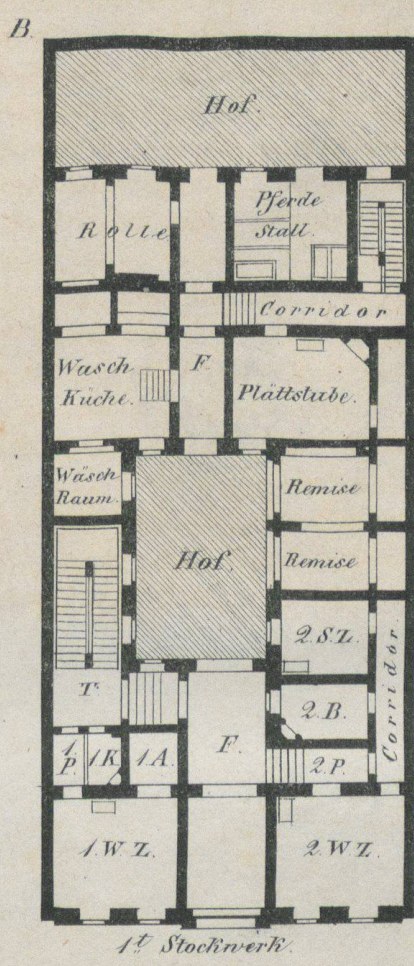 B.
Hof.
Pferde
Stall.
Rolle
Corridor
Wasch
Küche.
F.
Plättstube.
Wäsch
Raum.
Remise
Hof.
Remise
2.S.Z.
Corridor.
T.
2.B.
1.
P.
1.K.
1.A.
F.
2.P.
1.W.Z.
2.W.Z.
1t. Stockwerk.